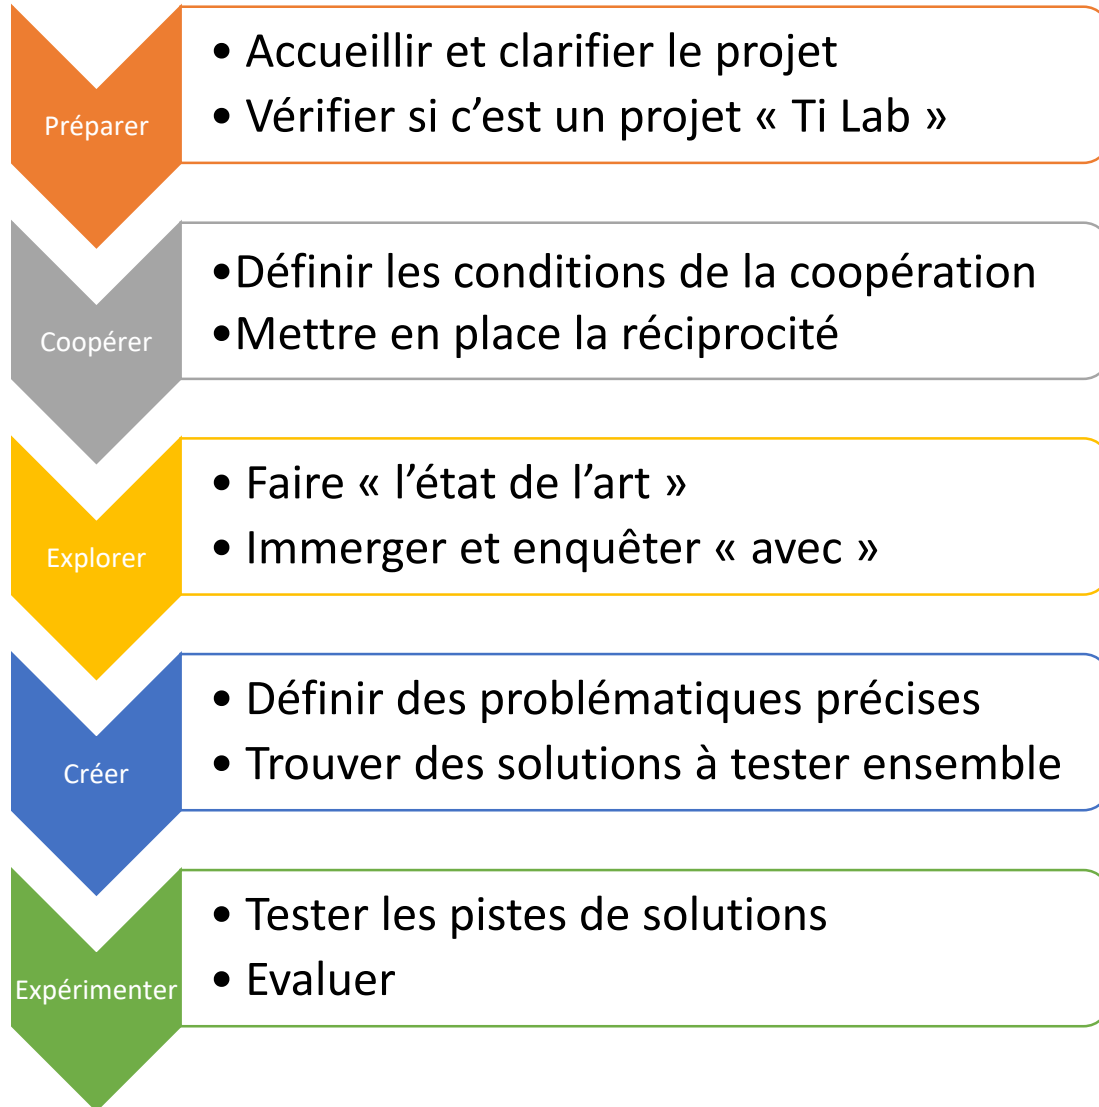 Préparer
• Accueillir et clarifier le projet
• Vérifier si c’est un projet « Ti Lab »
Coopérer
•Définir les conditions de la coopération
•Mettre en place la réciprocité
Explorer
• Faire « l’état de l’art »
• Immerger et enquêter « avec »
Créer
• Définir des problématiques précises
• Trouver des solutions à tester ensemble
Expérimenter
• Tester les pistes de solutions
• Evaluer